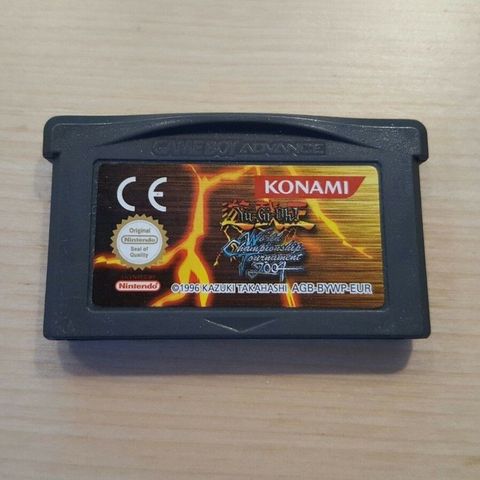 GAME BOY ADVANCE
CE
KONAMI
Original
Nintendo
Seal of
Quality
Nintendo
Yu-Gi-Oh!
World
Championship
Tournament
2004
©1996 KAZUKI TAKAHASHI AGB-BYWP-EUR